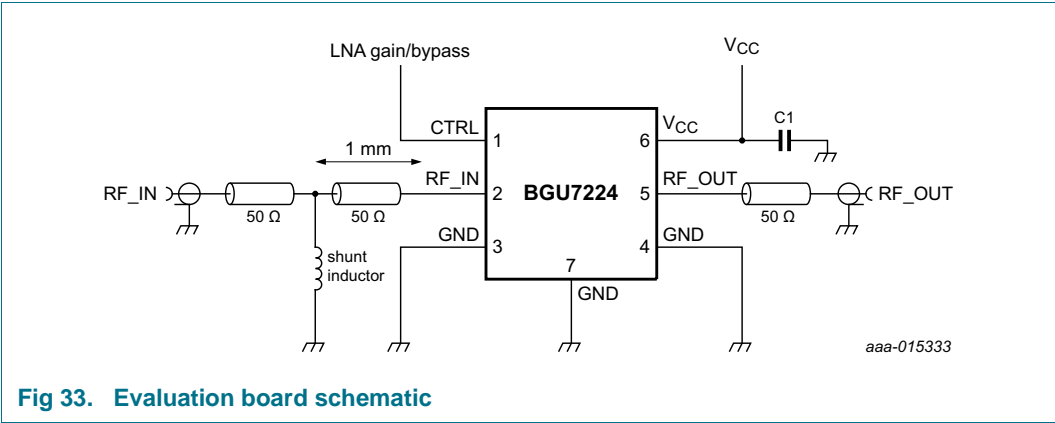 LNA gain/bypass
VCC
C1
CTRL
1
VCC
6
1 mm
RF_IN
RF_IN
2
BGU7224
5
RF_OUT
RF_OUT
50 Ω
50 Ω
50 Ω
GND
3
4
GND
shunt
inductor
7
GND
aaa-015333
Fig 33. Evaluation board schematic